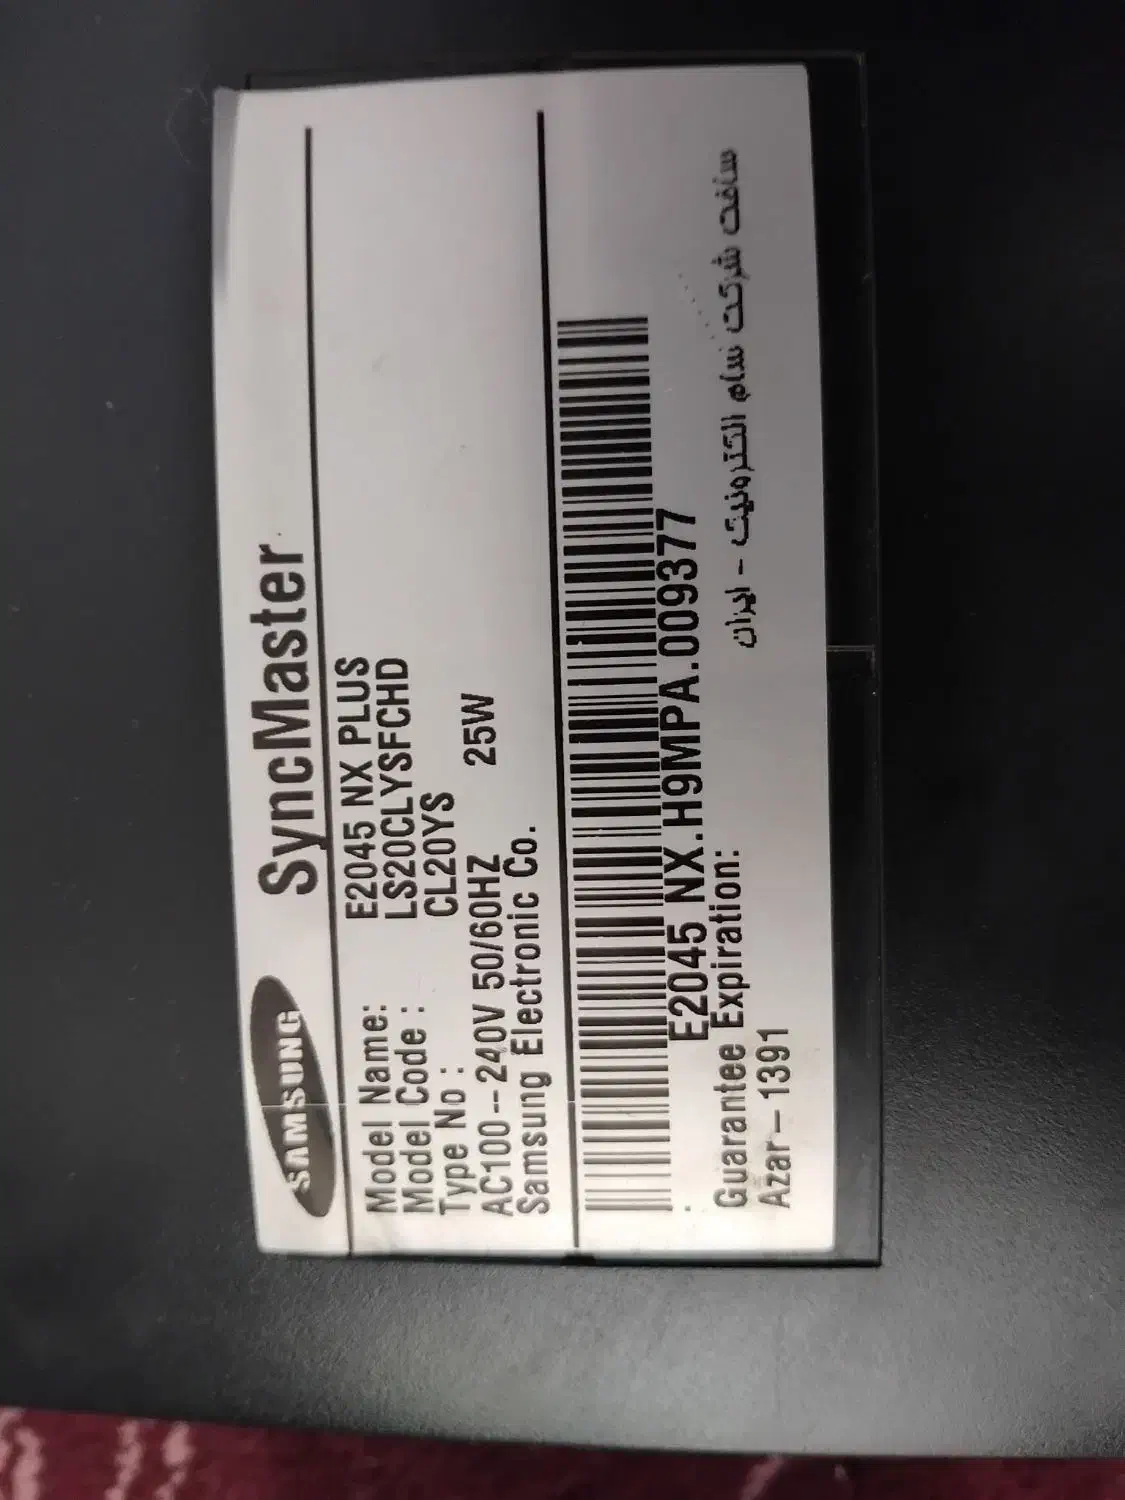 SAMSUNG SyncMaster
Model Name: E2045 NX PLUS
Model Code : LS20CLYSFCHD
Type No : CL20YS
AC100--240V 50/60HZ 25W
Samsung Electronic Co.
E2045 NX.H9MPA.009377
Guarantee Expiration:
Azar-1391
ساخت شرکت سام الکترونیک - ایران